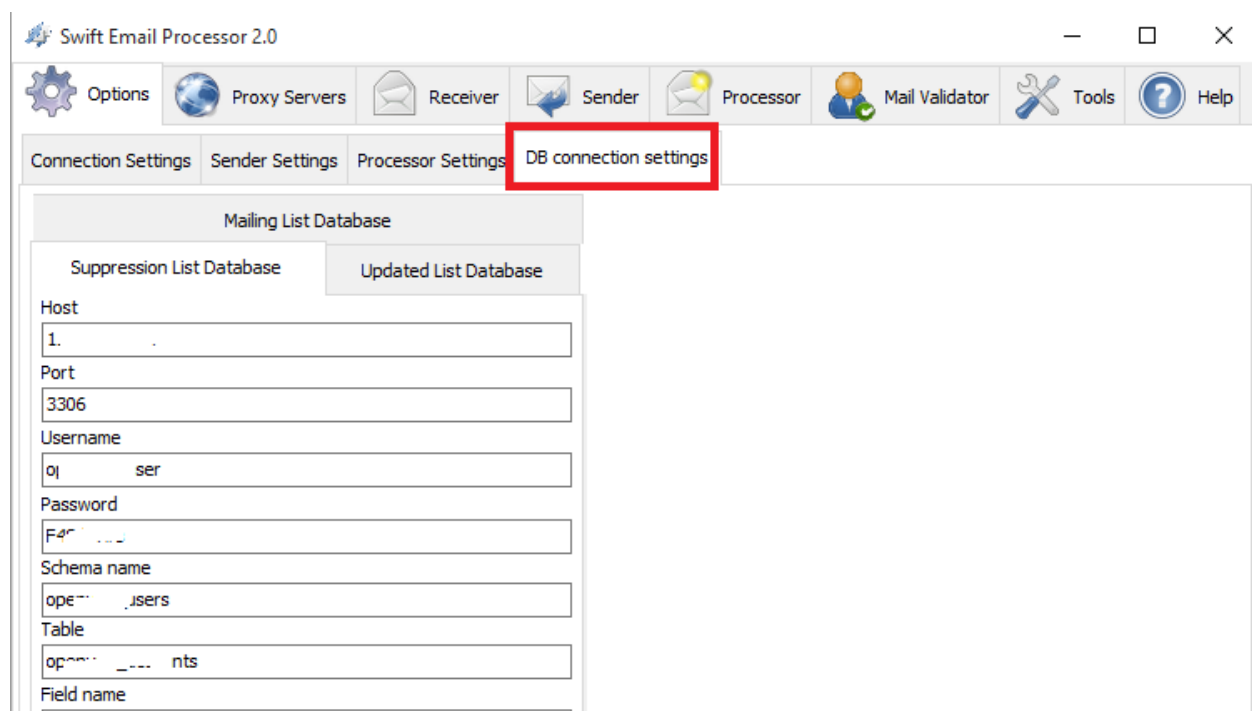 Swift Email Processor 2.0
Options Proxy Servers Receiver Sender Processor Mail Validator Tools Help
Connection Settings Sender Settings Processor Settings DB connection settings
Mailing List Database
Suppression List Database Updated List Database
Host
Port
3306
Username
Password
Schema name
Table
Field name